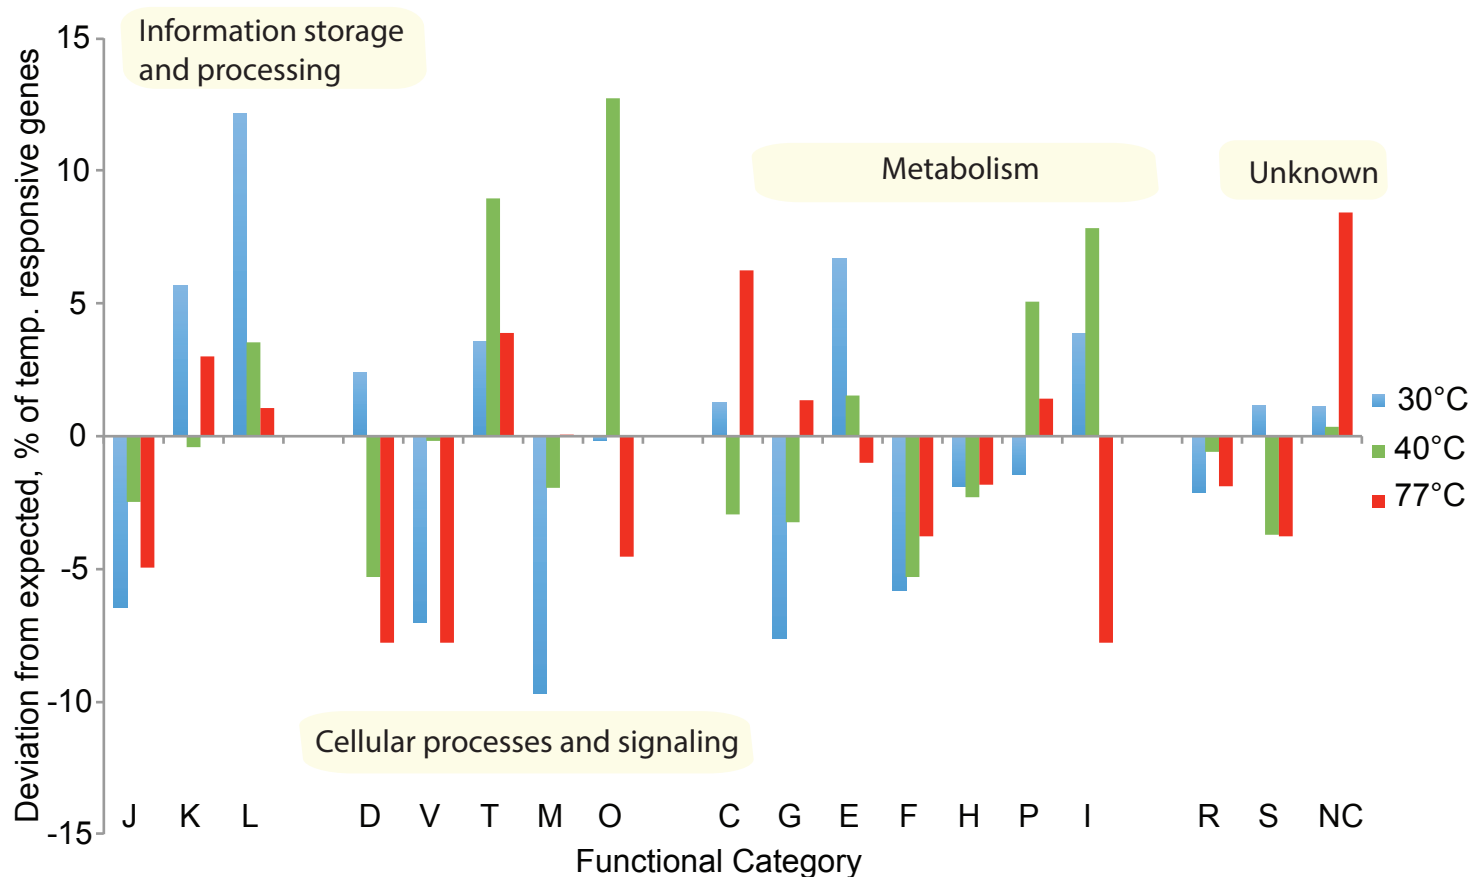 Information storage
and processing
Metabolism
Unknown
Cellular processes and signaling
Deviation from expected, % of temp. responsive genes
15
10
5
0
-5
-10
-15
30°C
40°C
77°C
J K L D V T M O C G E F H P I R S NC
Functional Category